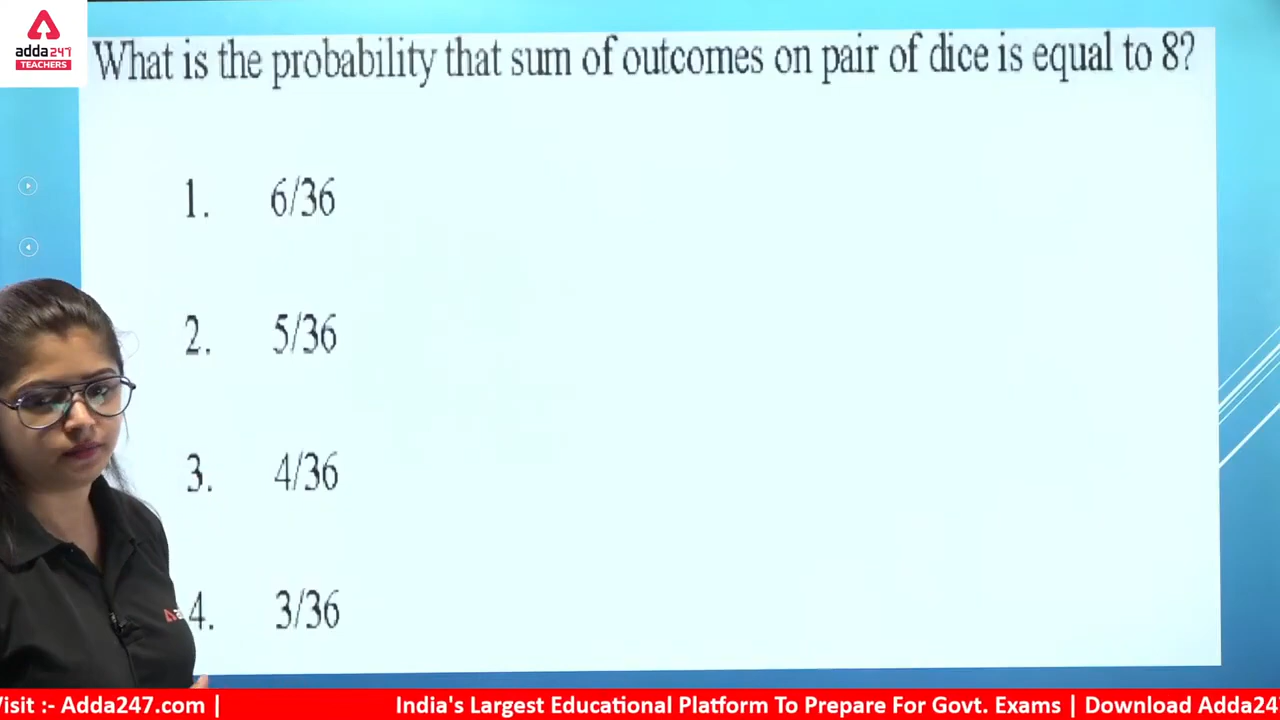 adda247
TEACHERS
What is the probability that sum of outcomes on pair of dice is equal to 8?
1. 6/36
2. 5/36
3. 4/36
4. 3/36
Visit :- Adda247.com | India's Largest Educational Platform To Prepare For Govt. Exams | Download Adda24